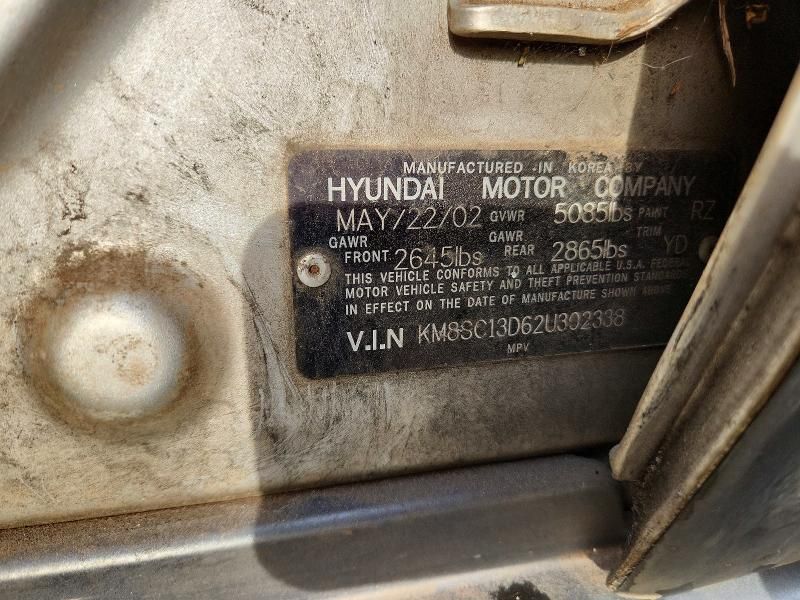 MANUFACTURED IN KOREA BY
HYUNDAI MOTOR COMPANY
MAY/22/02 GVWR 5085lbs PAINT RZ
GAWR FRONT 2645lbs GAWR REAR 2865lbs TRIM YD
THIS VEHICLE CONFORMS TO ALL APPLICABLE U.S.A. FEDERAL
MOTOR VEHICLE SAFETY AND THEFT PREVENTION STANDARDS
IN EFFECT ON THE DATE OF MANUFACTURE SHOWN ABOVE
V.I.N KM8SC13D62U302338
MPV